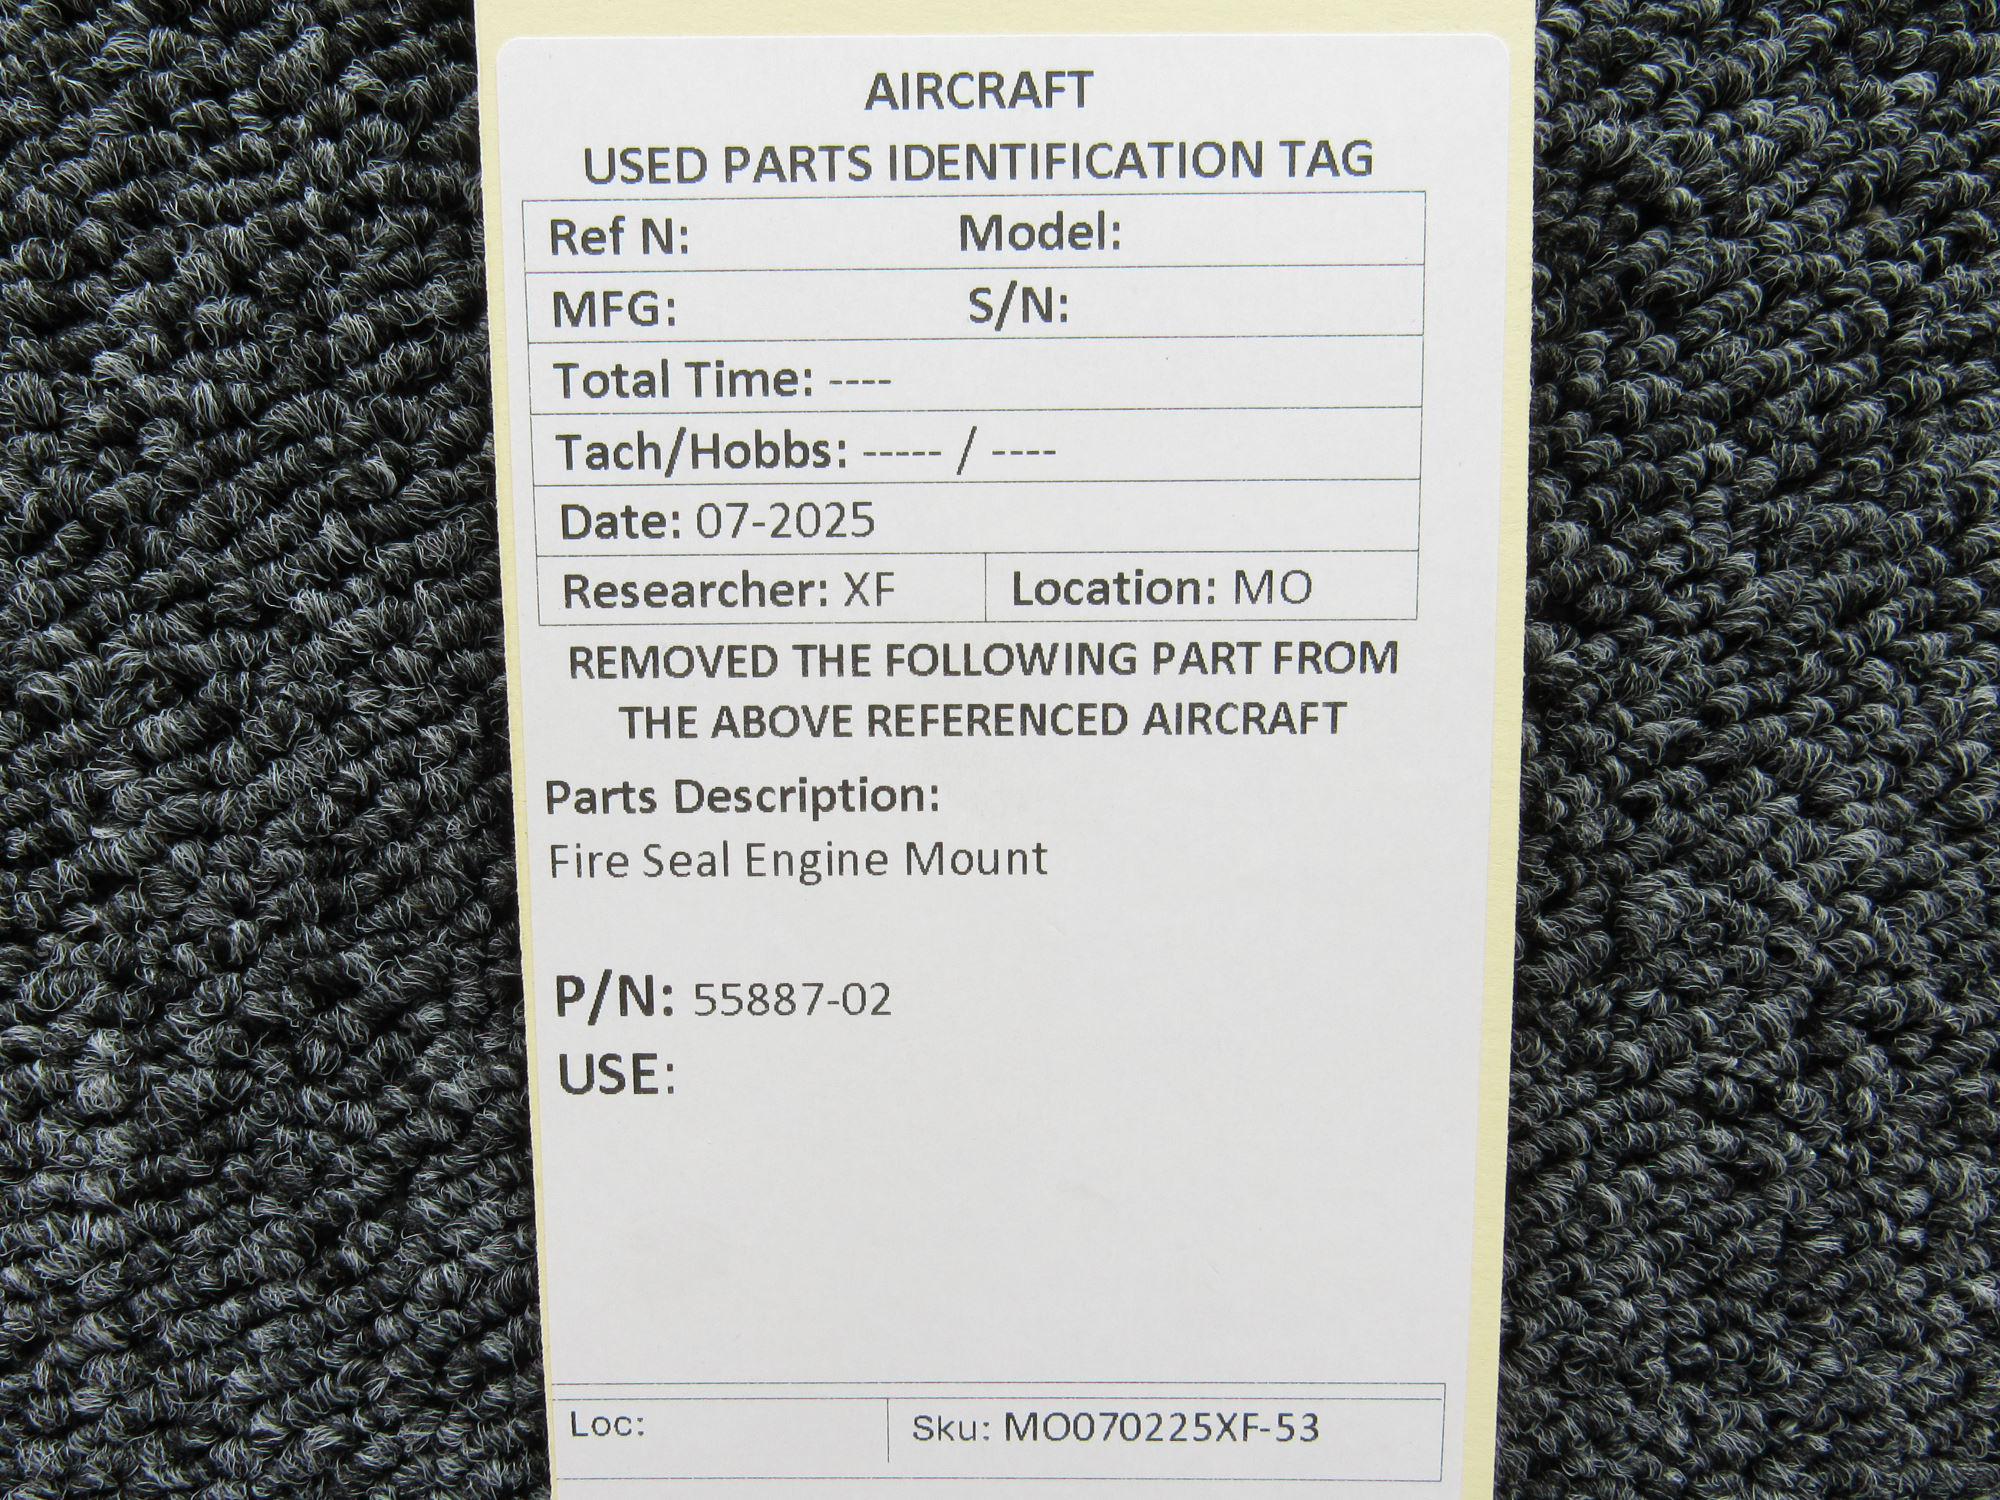 AIRCRAFT
USED PARTS IDENTIFICATION TAG
Ref N: Model:
MFG: S/N:
Total Time: ----
Tach/Hobbs: ----- / ----
Date: 07-2025
Researcher: XF Location: MO
REMOVED THE FOLLOWING PART FROM
THE ABOVE REFERENCED AIRCRAFT
Parts Description:
Fire Seal Engine Mount
P/N: 55887-02
USE:
Loc: Sku: MO070225XF-53